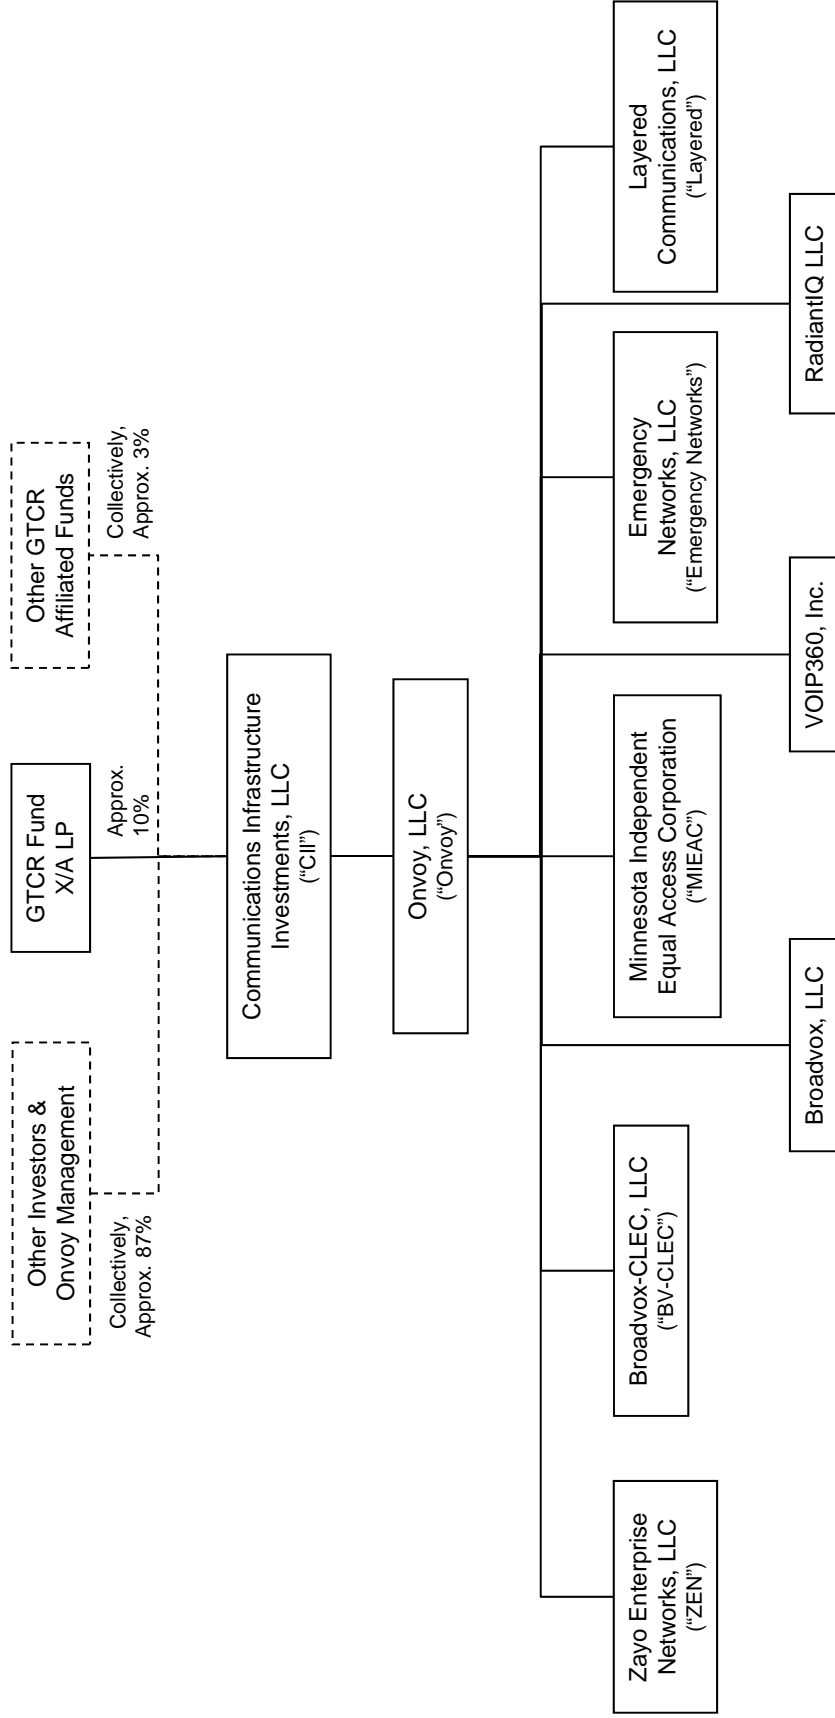 Other Investors &
Onvoy Management
GTCR Fund
X/A LP
Other GTCR
Affiliated Funds
Collectively,
Approx. 87%
Approx.
10%
Collectively,
Approx. 3%
Communications Infrastructure
Investments, LLC
(“CII”)
Onvoy, LLC
(“Onvoy”)
Zayo Enterprise
Networks, LLC
(“ZEN”)
Broadvox-CLEC, LLC
(“BV-CLEC”)
Minnesota Independent
Equal Access Corporation
(“MIEAC”)
Emergency
Networks, LLC
(“Emergency Networks”)
Layered
Communications, LLC
(“Layered”)
Broadvox, LLC
VOIP360, Inc.
RadiantIQ LLC